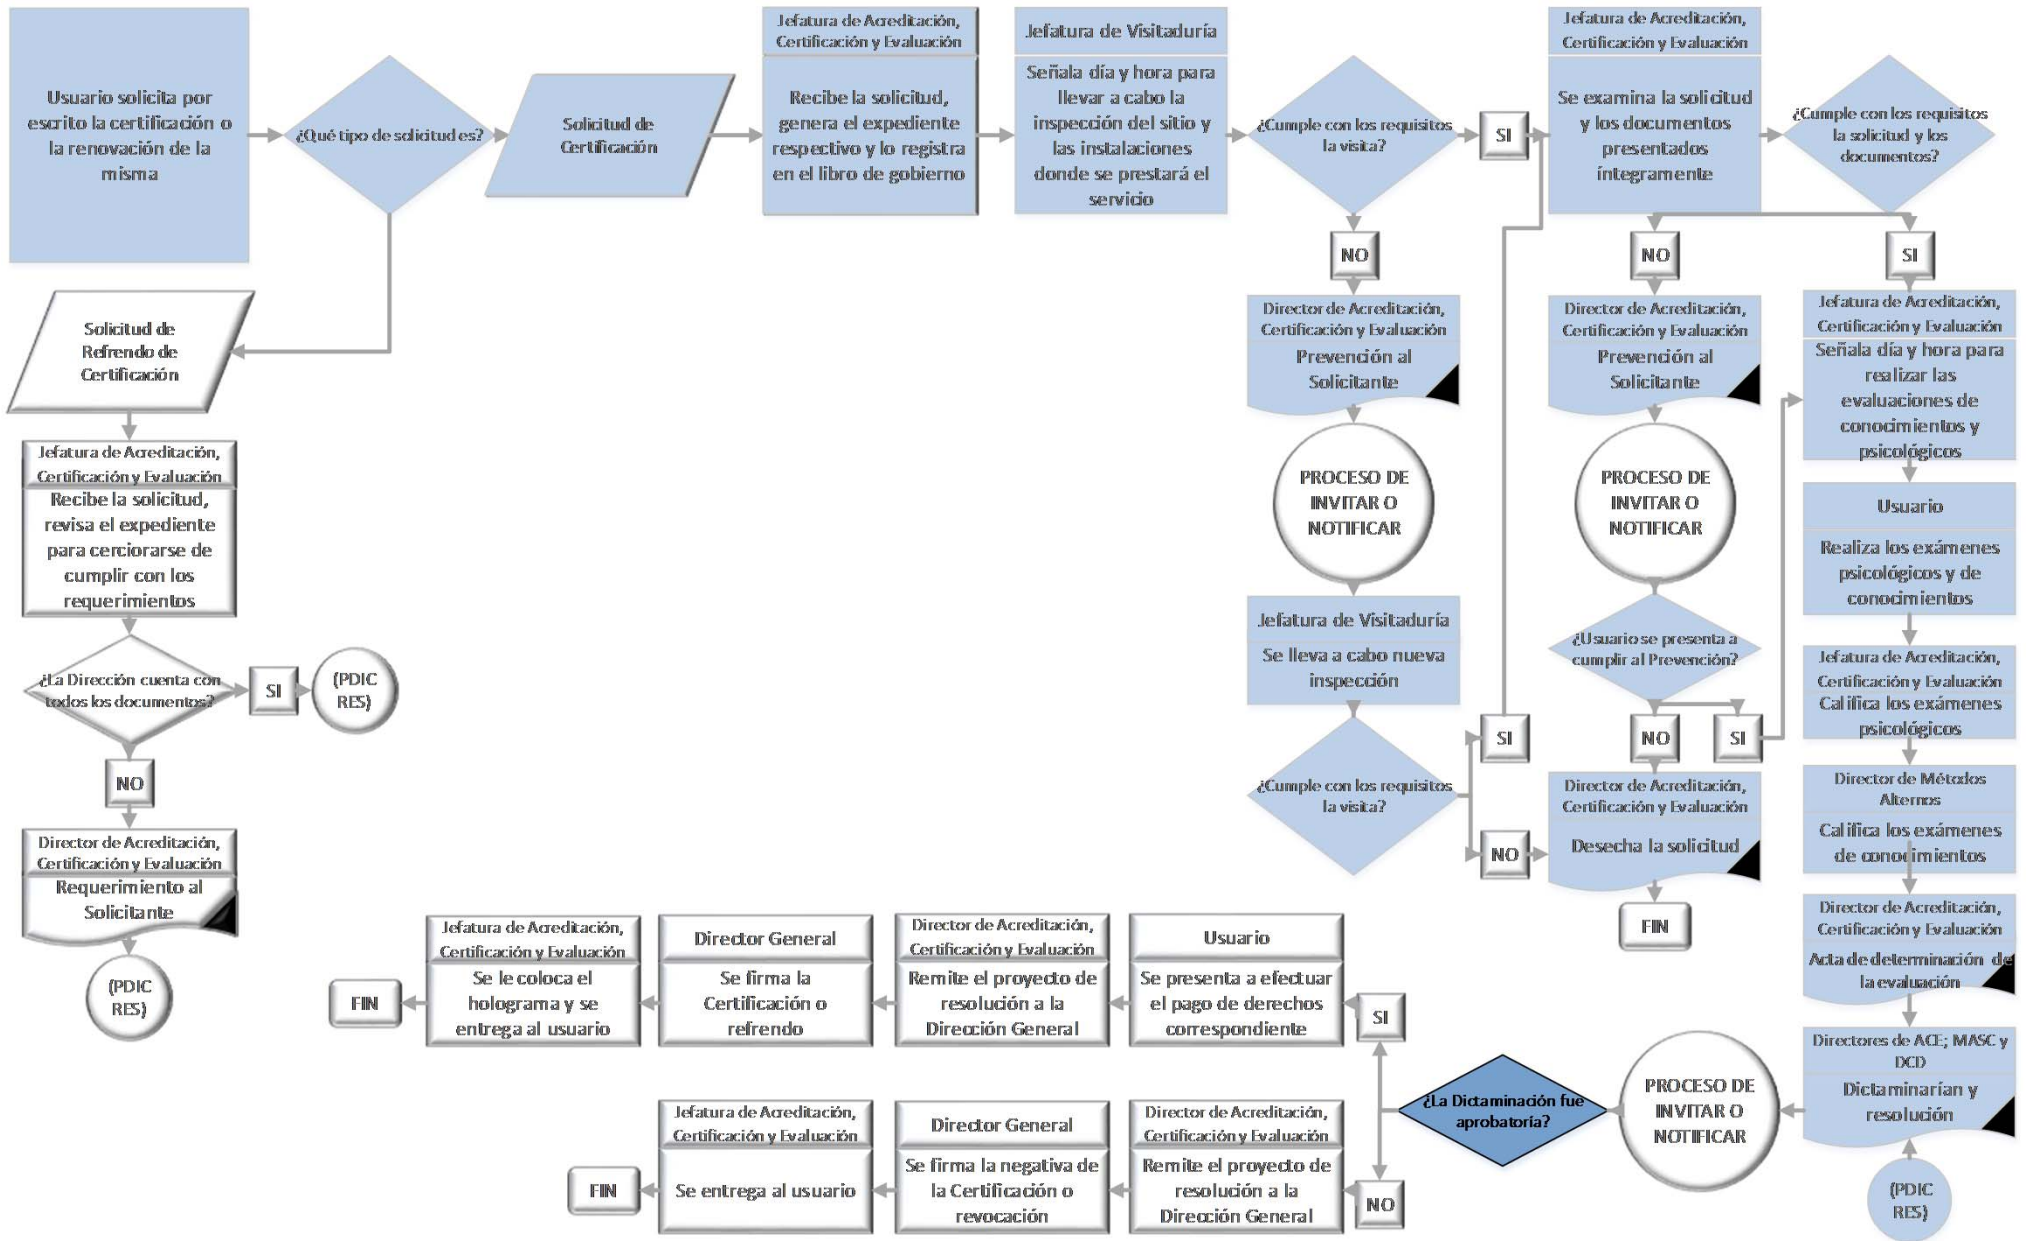 Usuario solicita por
escrito la certificación o
la renovación de la
misma
¿Qué tipo de solicitud es?
Solicitud de
Certificación
Jefatura de Acreditación,
Certificación y Evaluación
Recibe la solicitud,
genera el expediente
respectivo y lo registra
en el libro de gobierno
Jefatura de Visitaduría
Señala día y hora para
llevar a cabo la
inspección del sitio y
las instalaciones
donde se prestará el
servicio
¿Cumple con los requisitos
la visita?
SI
Jefatura de Acreditación,
Certificación y Evaluación
Se examina la solicitud
y los documentos
presentados
íntegramente
¿Cumple con los requisitos
la solicitud y los
documentos?
NO
NO
SI
Solicitud de
Refrendo de
Certificación
Jefatura de Acreditación,
Certificación y Evaluación
Recibe la solicitud,
revisa el expediente
para cerciorarse de
cumplir con los
requerimientos
¿La Dirección cuenta con
todos los documentos?
SI
(PDIC
RES)
NO
Director de Acreditación,
Certificación y Evaluación
Requerimiento al
Solicitante
(PDIC
RES)
Director de Acreditación,
Certificación y Evaluación
Prevención al
Solicitante
PROCESO DE
INVITAR O
NOTIFICAR
Jefatura de Visitaduría
Se lleva a cabo nueva
inspección
¿Cumple con los requisitos
la visita?
SI
NO
Director de Acreditación,
Certificación y Evaluación
Prevención al
Solicitante
PROCESO DE
INVITAR O
NOTIFICAR
¿Usuario se presenta a
cumplir al Prevención?
NO
SI
Director de Acreditación,
Certificación y Evaluación
Desecha la solicitud
FIN
Jefatura de Acreditación,
Certificación y Evaluación
Señala día y hora para
realizar las
evaluaciones de
conocimientos y
psicológicos
Usuario
Realiza los exámenes
psicológicos y de
conocimientos
Jefatura de Acreditación,
Certificación y Evaluación
Califica los exámenes
psicológicos
Director de Métodos
Alternos
Califica los exámenes
de conocimientos
Director de Acreditación,
Certificación y Evaluación
Acta de determinación de
la evaluación
Directores de ACE; MASC y
DCD
Dictaminarían y
resolución
(PDIC
RES)
PROCESO DE
INVITAR O
NOTIFICAR
¿La Dictaminación fue
aprobatoría?
SI
Usuario
Se presenta a efectuar
el pago de derechos
correspondiente
Director de Acreditación,
Certificación y Evaluación
Remite el proyecto de
resolución a la
Dirección General
Director General
Se firma la
Certificación o
refrendo
Jefatura de Acreditación,
Certificación y Evaluación
Se le coloca el
holograma y se
entrega al usuario
FIN
NO
Director de Acreditación,
Certificación y Evaluación
Remite el proyecto de
resolución a la
Dirección General
Director General
Se firma la negativa de
la Certificación o
revocación
Jefatura de Acreditación,
Certificación y Evaluación
Se entrega al usuario
FIN